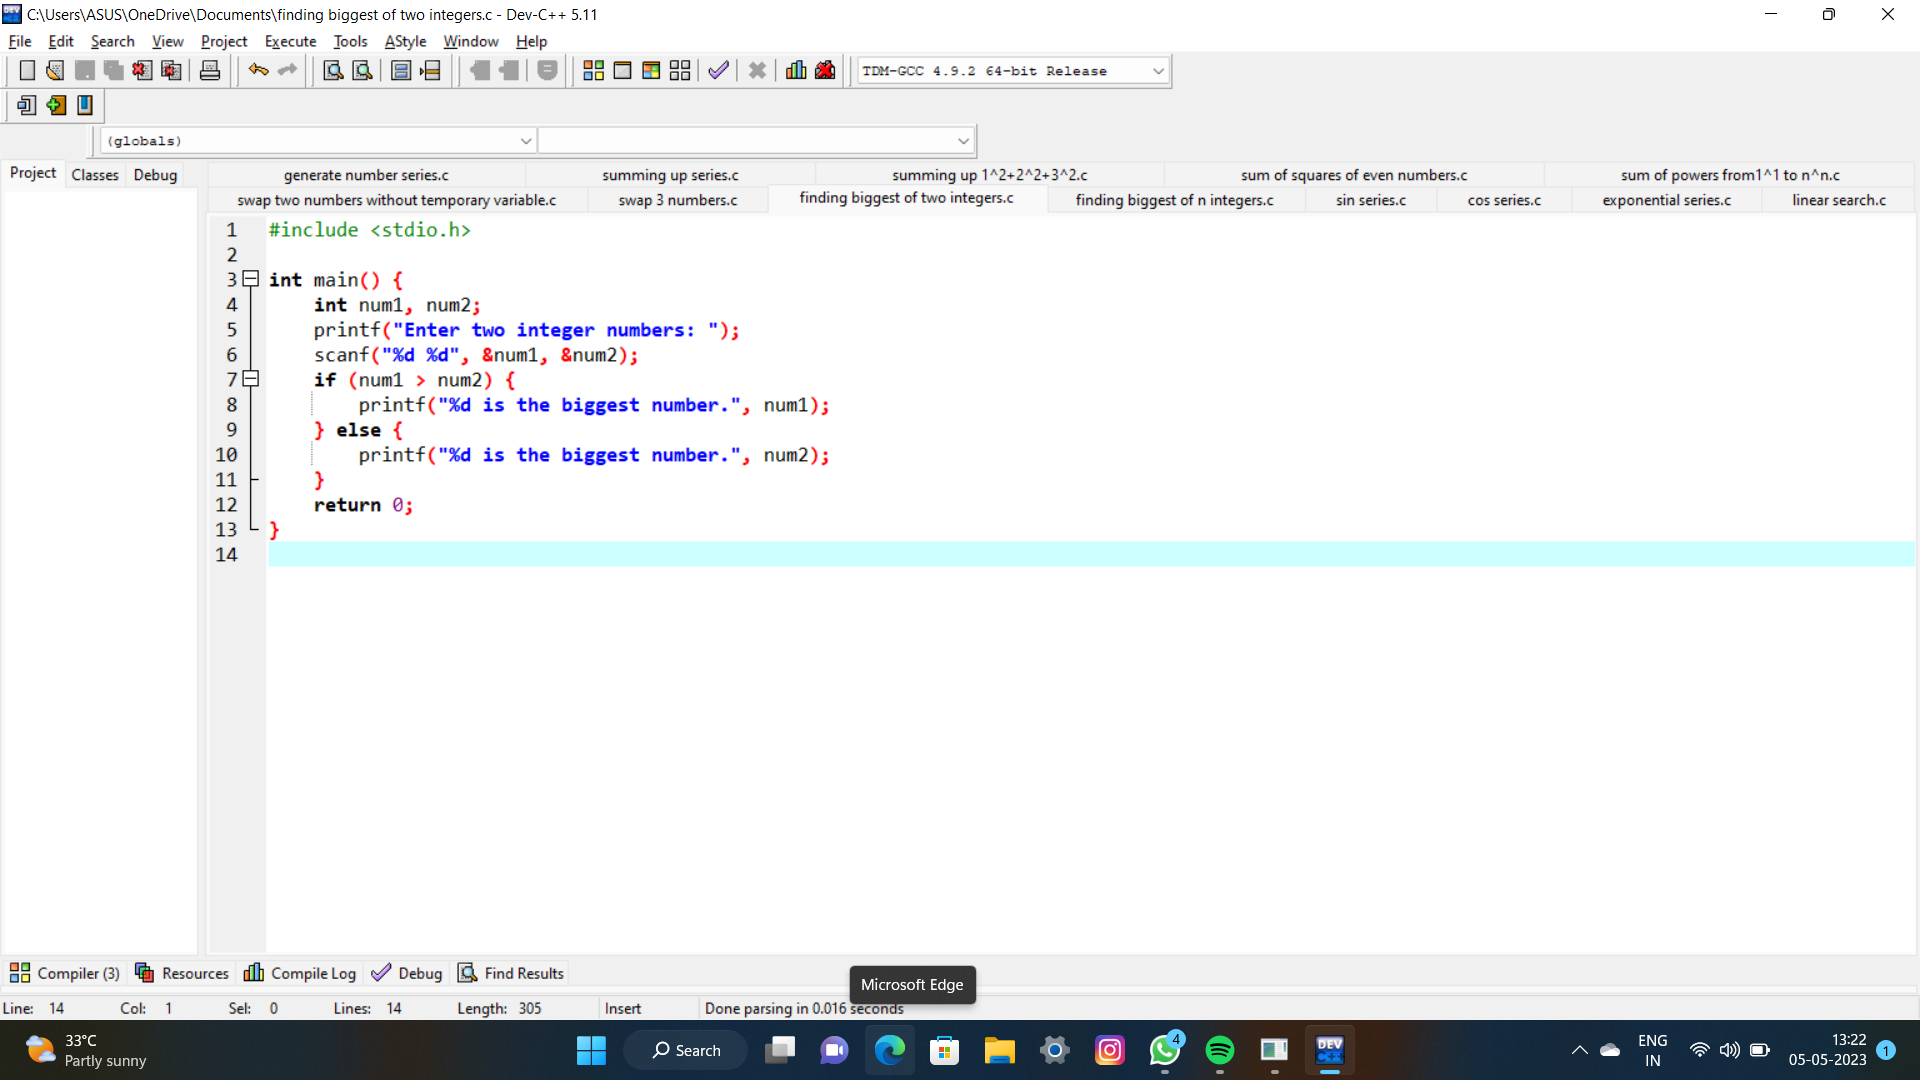 C:\Users\ASUS\OneDrive\Documents\finding biggest of two integers.c - Dev-C++ 5.11
File Edit Search View Project Execute Tools AStyle Window Help
TDM-GCC 4.9.2 64-bit Release
(globals)
Project Classes Debug
generate number series.c summing up series.c summing up 1^2+2^2+3^2.c sum of squares of even numbers.c sum of powers from1^1 to n^n.c
swap two numbers without temporary variable.c swap 3 numbers.c finding biggest of two integers.c finding biggest of n integers.c sin series.c cos series.c exponential series.c linear search.c
1 #include <stdio.h>
2
3 int main() {
4 int num1, num2;
5 printf("Enter two integer numbers: ");
6 scanf("%d %d", &num1, &num2);
7 if (num1 > num2) {
8 printf("%d is the biggest number.", num1);
9 } else {
10 printf("%d is the biggest number.", num2);
11 }
12 return 0;
13 }
14
Compiler (3) Resources Compile Log Debug Find Results
Microsoft Edge
Line: 14 Col: 1 Sel: 0 Lines: 14 Length: 305 Insert Done parsing in 0.016 seconds
33°C
Partly sunny
Search
4
DEV
C++
ENG
IN
13:22
05-05-2023
1